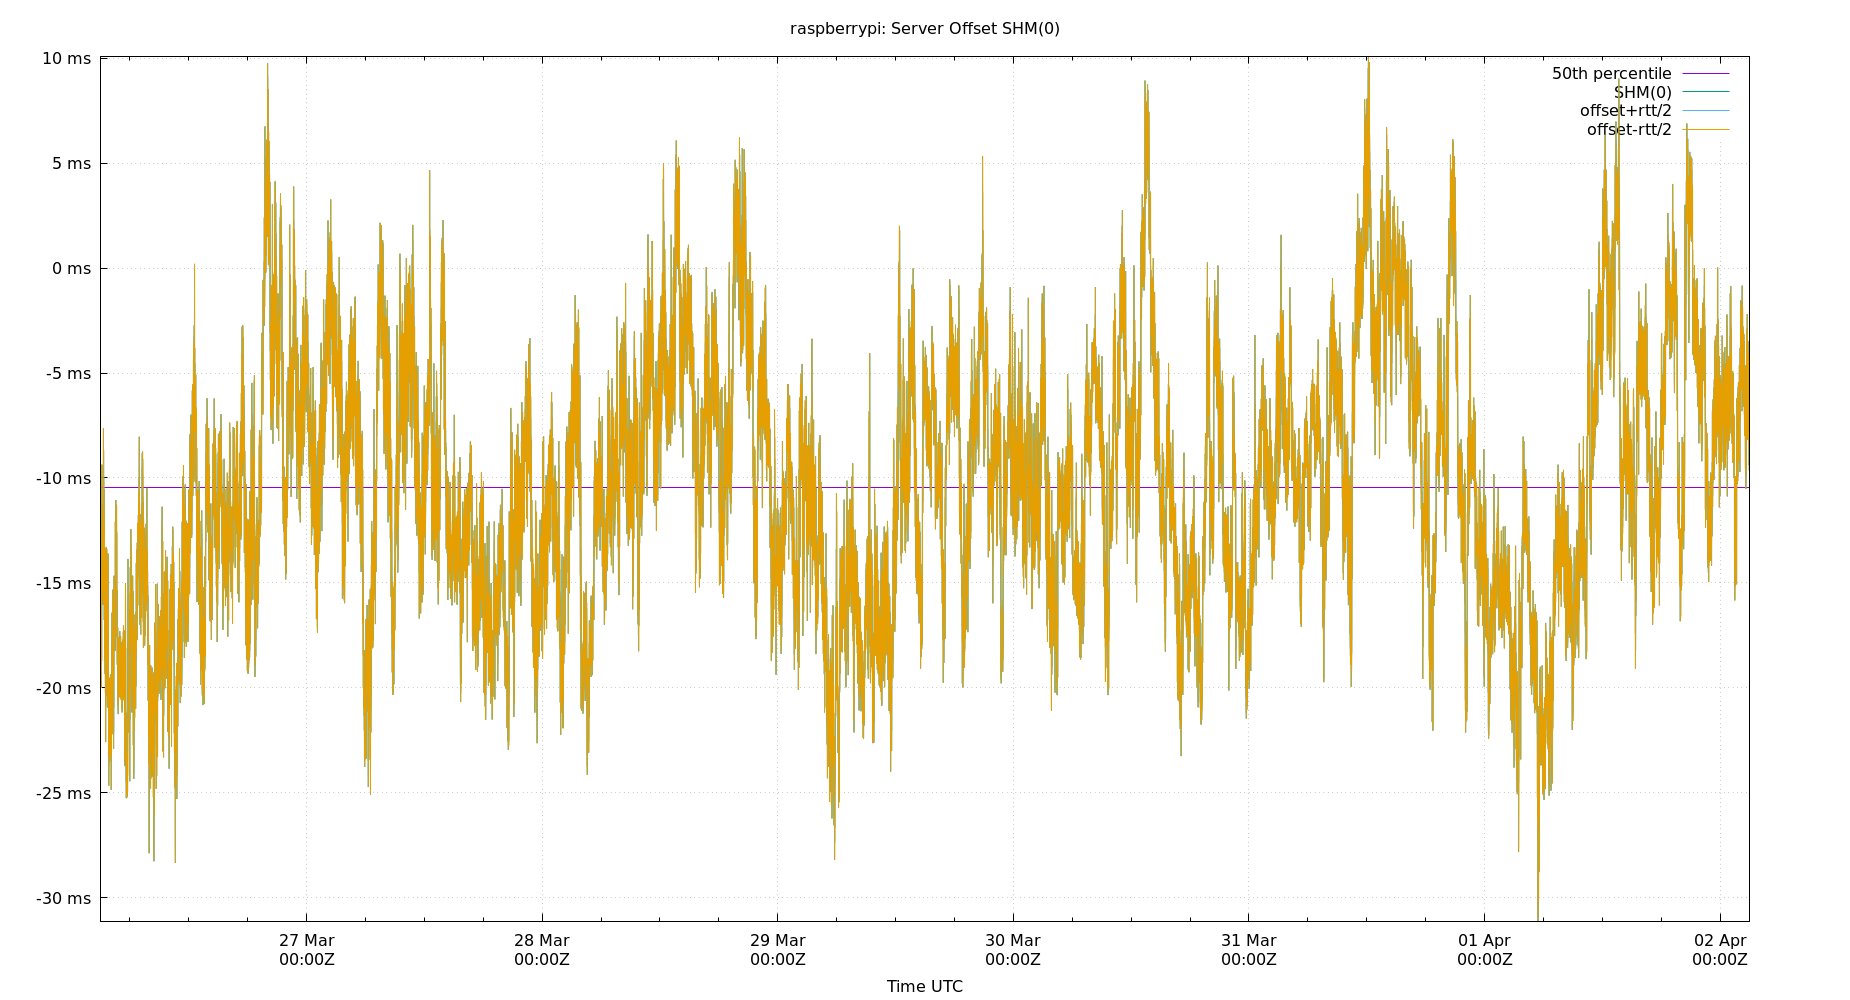 raspberrypi: Server Offset SHM(0)
10 ms
5 ms
0 ms
-5 ms
-10 ms
-15 ms
-20 ms
-25 ms
-30 ms
50th percentile
SHM(0)
offset+rtt/2
offset-rtt/2
27 Mar
00:00Z
28 Mar
00:00Z
29 Mar
00:00Z
30 Mar
00:00Z
31 Mar
00:00Z
01 Apr
00:00Z
02 Apr
00:00Z
Time UTC